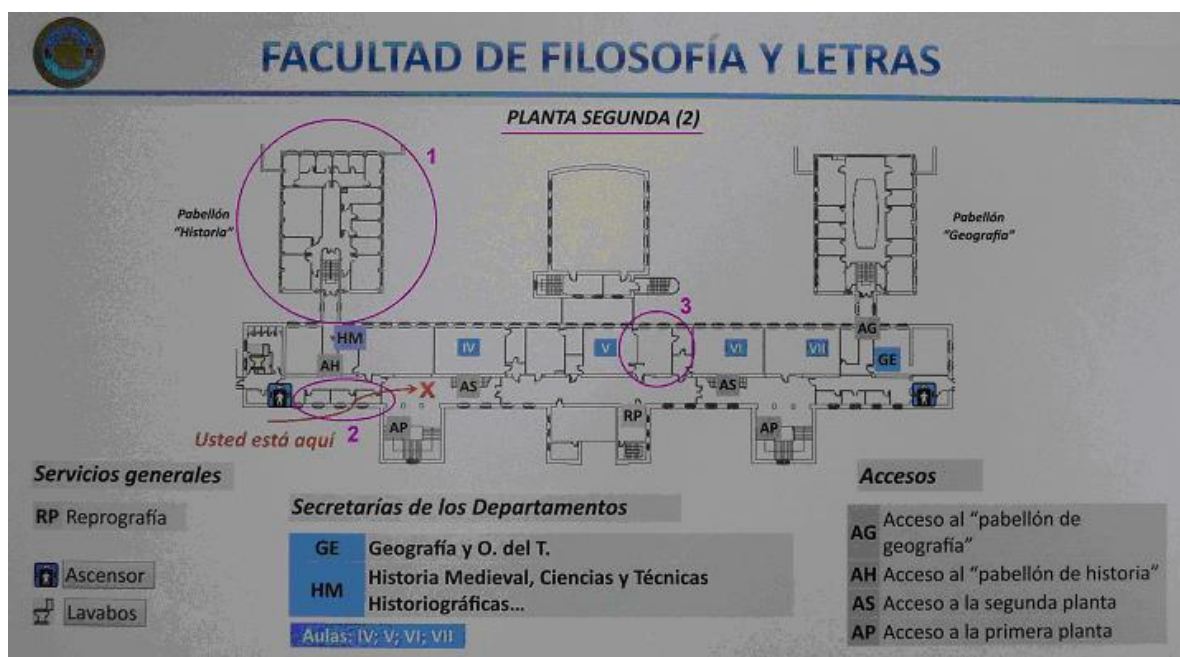 FACULTAD DE FILOSOFÍA Y LETRAS
PLANTA SEGUNDA (2)
1
Pabellón
"Historia"
Pabellón
"Geografía"
3
HM
AH
IV
V
VI
VII
AG
GE
X
AS
AS
AP
RP
AP
Usted está aquí
2
Servicios generales
RP Reprografía
Ascensor
Lavabos
Secretarías de los Departamentos
GE Geografía y O. del T.
HM Historia Medieval, Ciencias y Técnicas
Historiográficas...
Aulas: IV; V; VI; VII
Accesos
AG Acceso al "pabellón de
geografía"
AH Acceso al "pabellón de historia"
AS Acceso a la segunda planta
AP Acceso a la primera planta